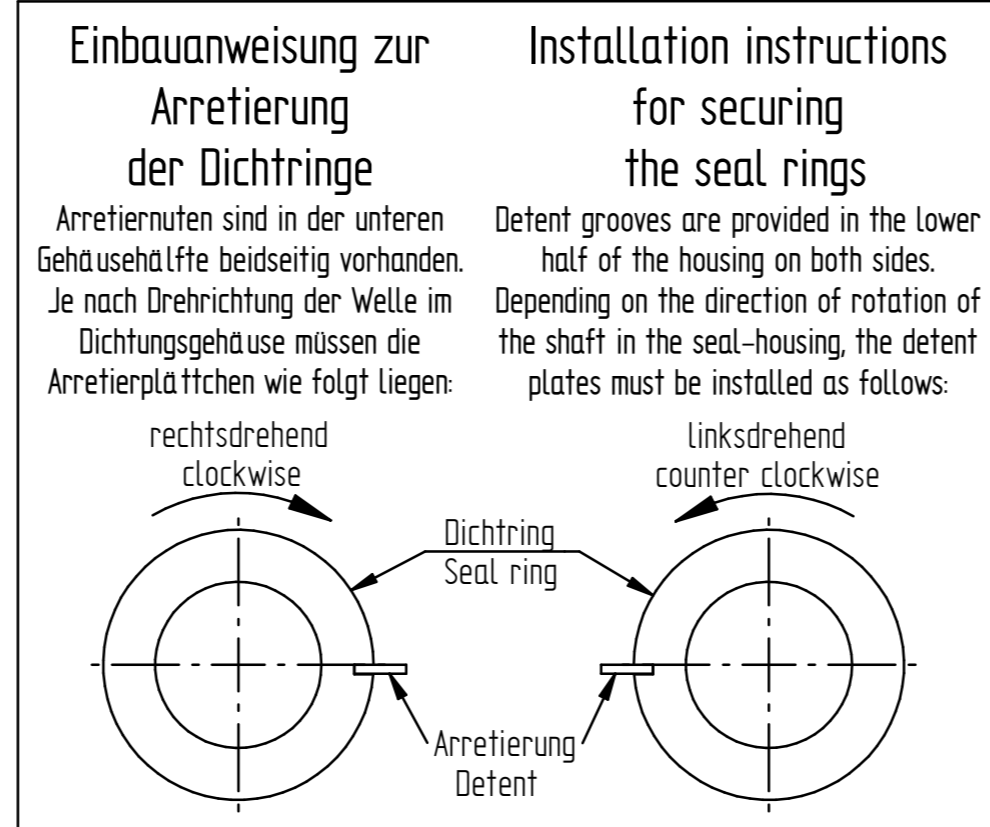 Einbauanweisung zur
Arretierung
der Dichtringe
Arretiernuten sind in der unteren
Gehäusehälfte beidseitig vorhanden.
Je nach Drehrichtung der Welle im
Dichtungsgehäuse müssen die
Arretierplättchen wie folgt liegen:
Installation instructions
for securing
the seal rings
Detent grooves are provided in the lower
half of the housing on both sides.
Depending on the direction of rotation of
the shaft in the seal-housing, the detent
plates must be installed as follows:
rechtsdrehend
clockwise
linksdrehend
counter clockwise
Dichtring
Seal ring
Arretierung
Detent